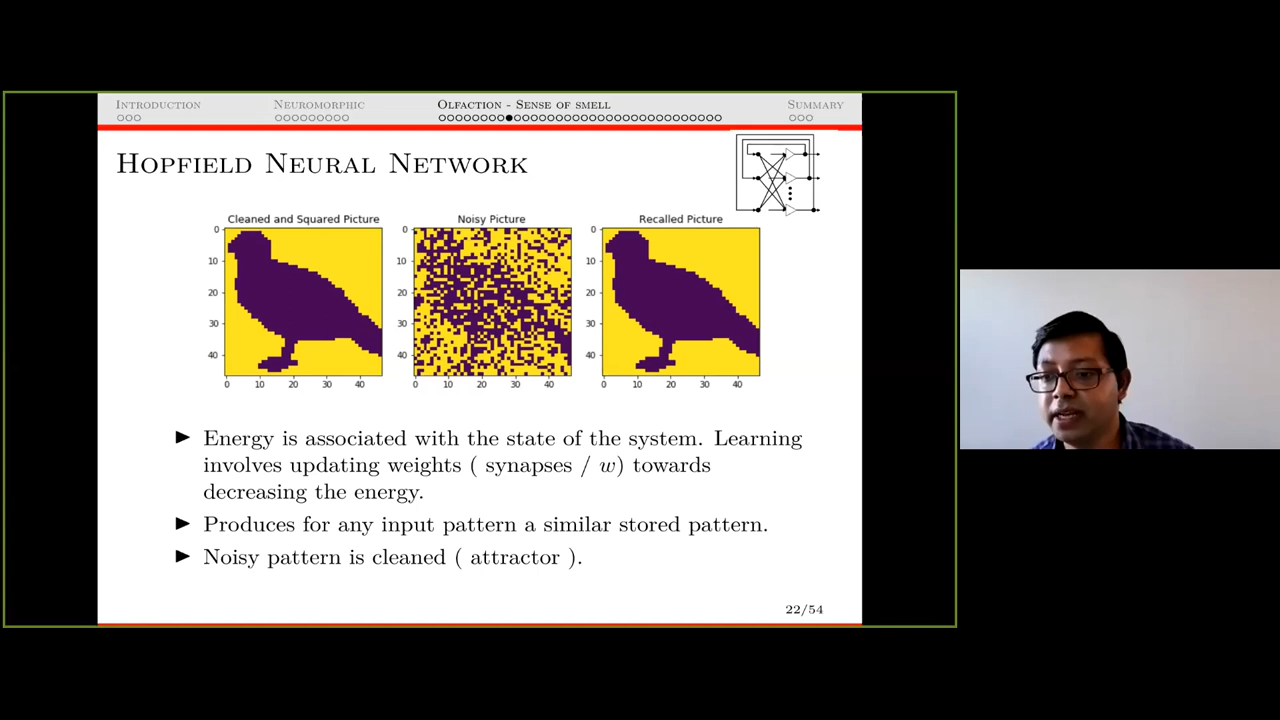 INTRODUCTION NEUROMORPHIC OLFACTION - SENSE OF SMELL SUMMARY
HOPFIELD NEURAL NETWORK
Cleaned and Squared Picture Noisy Picture Recalled Picture
0 0 0
10 10 10
20 20 20
30 30 30
40 40 40
0 10 20 30 40 0 10 20 30 40 0 10 20 30 40
▶ Energy is associated with the state of the system. Learning
involves updating weights ( synapses / w) towards
decreasing the energy.
▶ Produces for any input pattern a similar stored pattern.
▶ Noisy pattern is cleaned ( attractor ).
22/54